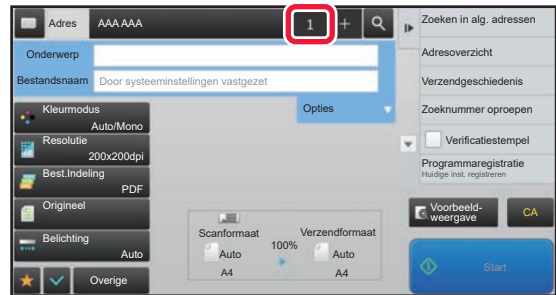 Adres AAA AAA 1 +
Onderwerp
Bestandsnaam Door systeeminstellingen vastgezet
Opties
Kleurmodus
Auto/Mono
Resolutie
200x200dpi
Best.Indeling
PDF
Origineel
Belichting
Auto
Overige
Scanformaat
Auto
A4
100%
Verzendformaat
Auto
A4
Zoeken in alg. adressen
Adresoverzicht
Verzendgeschiedenis
Zoeknummer oproepen
Verificatiestempel
Programmaregistratie
Huidige inst. registreren
Voorbeeld-
weergave
CA
Start